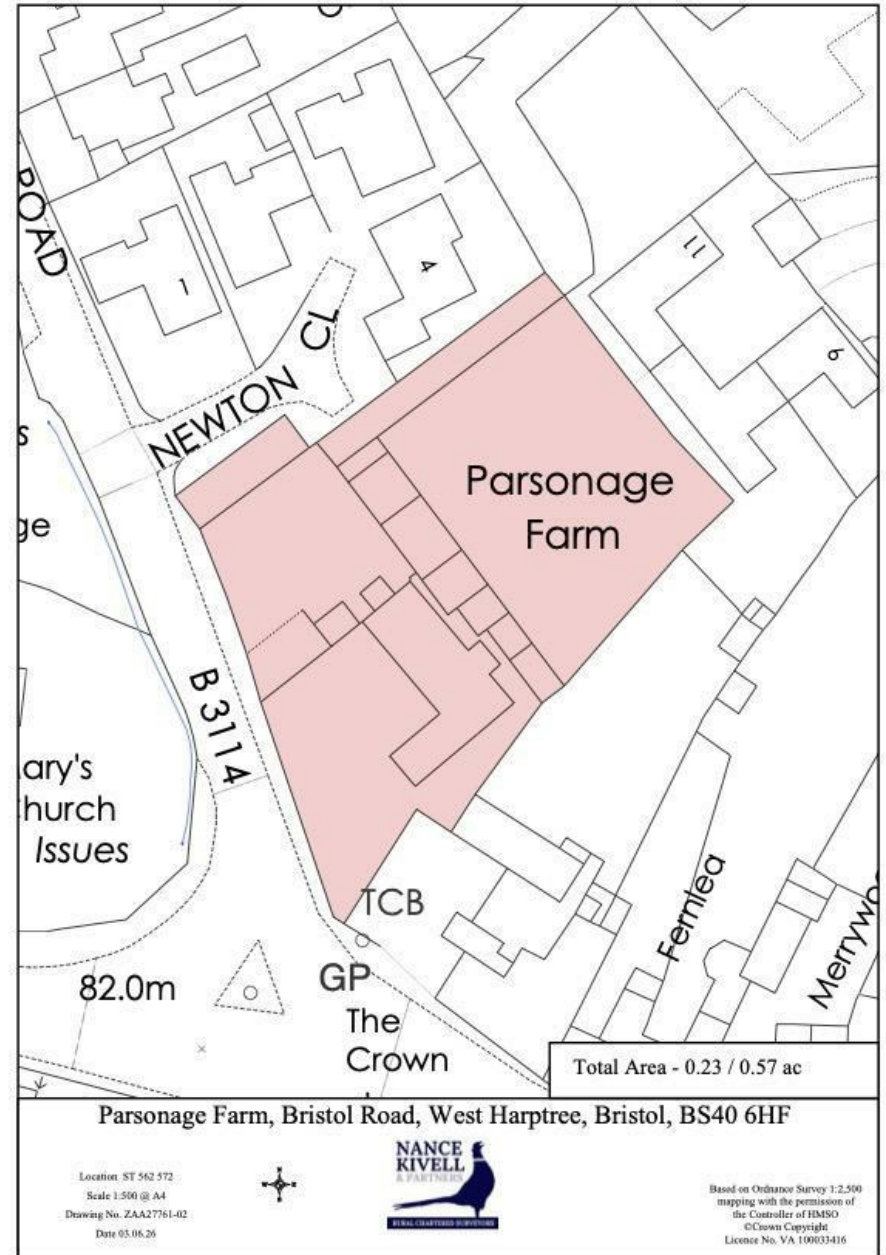 ROAD
1
4
11
6
NEWTON CL
Parsonage
Farm
s
ge
B 3114
ary's
hurch
Issues
TCB
82.0m
GP
The
Crown
Fernlea
Merrywo
Total Area - 0.23 / 0.57 ac
Parsonage Farm, Bristol Road, West Harptree, Bristol, BS40 6HF
Location ST 562 572
Scale 1:500 @ A4
Drawing No. ZAA27761-02
Date 03.06.26
N
NANCE
KIVELL
& PARTNERS
RURAL CHARTERED SURVEYORS
Based on Ordnance Survey 1:2,500
mapping with the permission of
the Controller of HMSO
©Crown Copyright
Licence No. VA 100033416